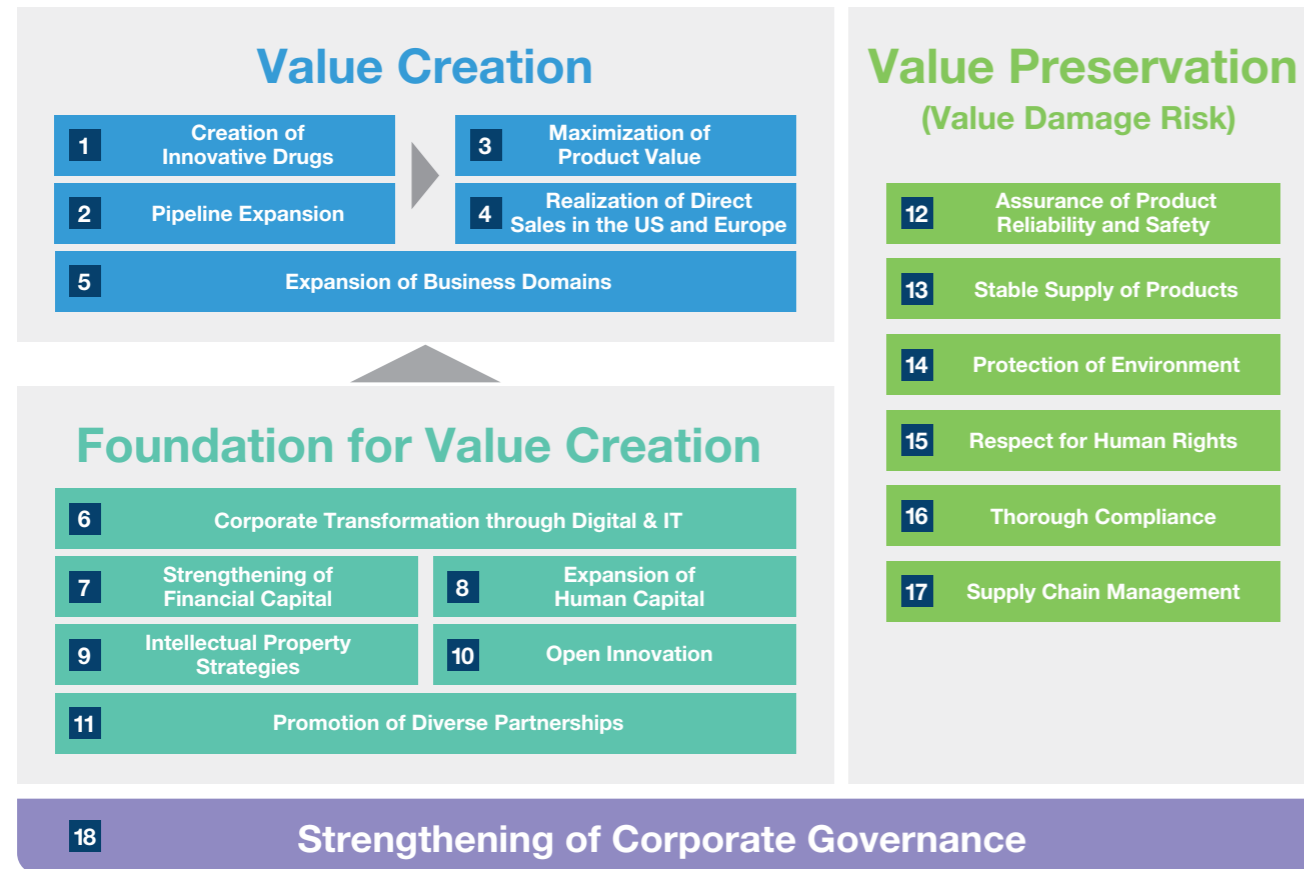 Value Creation
1
Creation of
Innovative Drugs
2
Pipeline Expansion
3
Maximization of
Product Value
4
Realization of Direct
Sales in the US and Europe
5
Expansion of Business Domains
Foundation for Value Creation
6
Corporate Transformation through Digital & IT
7
Strengthening of
Financial Capital
8
Expansion of
Human Capital
9
Intellectual Property
Strategies
10
Open Innovation
11
Promotion of Diverse Partnerships
Value Preservation
(Value Damage Risk)
12
Assurance of Product
Reliability and Safety
13
Stable Supply of Products
14
Protection of Environment
15
Respect for Human Rights
16
Thorough Compliance
17
Supply Chain Management
18
Strengthening of Corporate Governance